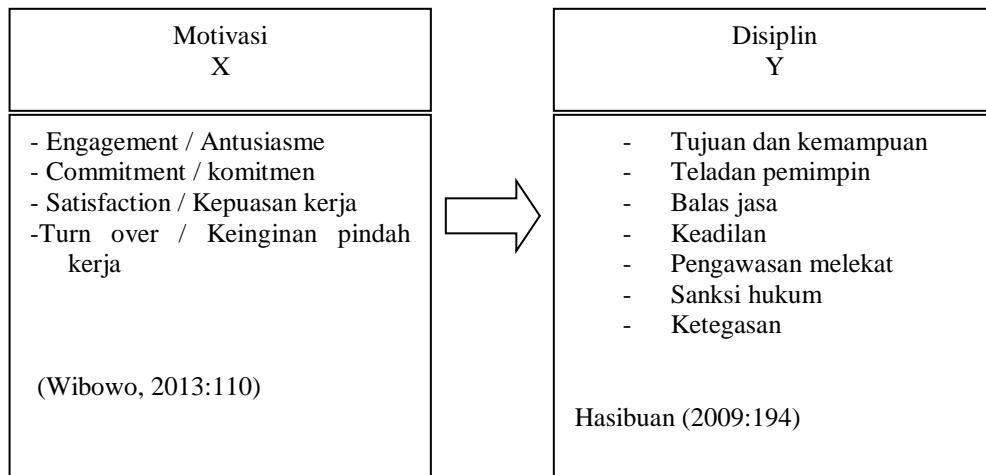 Motivasi
X
- Engagement / Antusiasme
- Commitment / komitmen
- Satisfaction / Kepuasan kerja
-Turn over / Keinginan pindah
kerja
(Wibowo, 2013:110)
Disiplin
Y
- Tujuan dan kemampuan
- Teladan pemimpin
- Balas jasa
- Keadilan
- Pengawasan melekat
- Sanksi hukum
- Ketegasan
Hasibuan (2009:194)